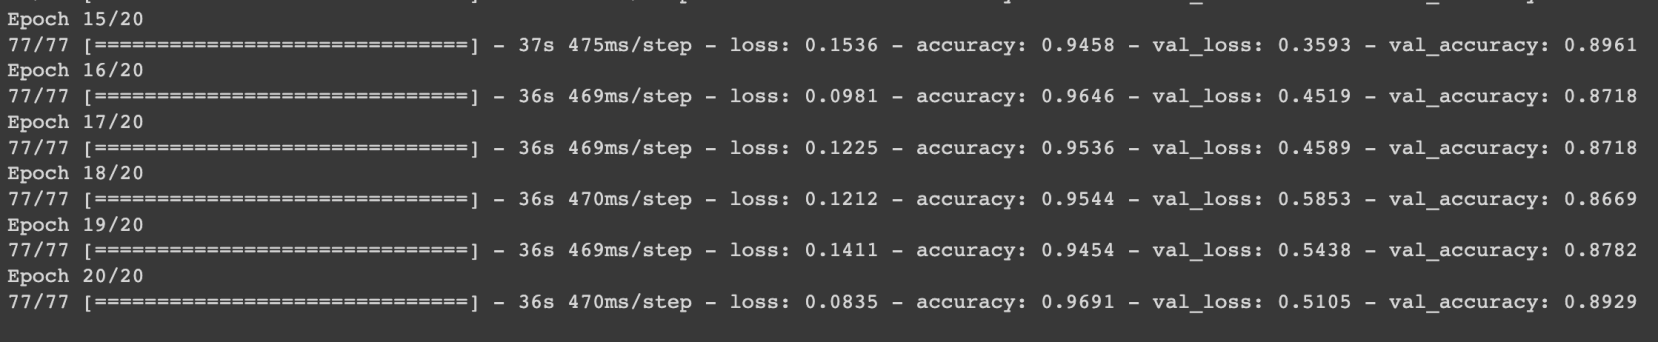 Epoch 15/20
77/77 [==============================] - 37s 475ms/step - loss: 0.1536 - accuracy: 0.9458 - val_loss: 0.3593 - val_accuracy: 0.8961
Epoch 16/20
77/77 [==============================] - 36s 469ms/step - loss: 0.0981 - accuracy: 0.9646 - val_loss: 0.4519 - val_accuracy: 0.8718
Epoch 17/20
77/77 [==============================] - 36s 469ms/step - loss: 0.1225 - accuracy: 0.9536 - val_loss: 0.4589 - val_accuracy: 0.8718
Epoch 18/20
77/77 [==============================] - 36s 470ms/step - loss: 0.1212 - accuracy: 0.9544 - val_loss: 0.5853 - val_accuracy: 0.8669
Epoch 19/20
77/77 [==============================] - 36s 469ms/step - loss: 0.1411 - accuracy: 0.9454 - val_loss: 0.5438 - val_accuracy: 0.8782
Epoch 20/20
77/77 [==============================] - 36s 470ms/step - loss: 0.0835 - accuracy: 0.9691 - val_loss: 0.5105 - val_accuracy: 0.8929